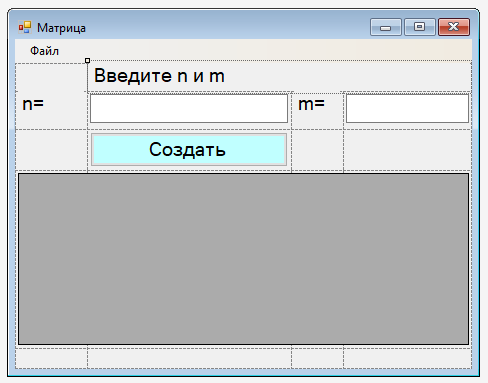 Матрица
Файл
Введите n и m
n=
m=
Создать